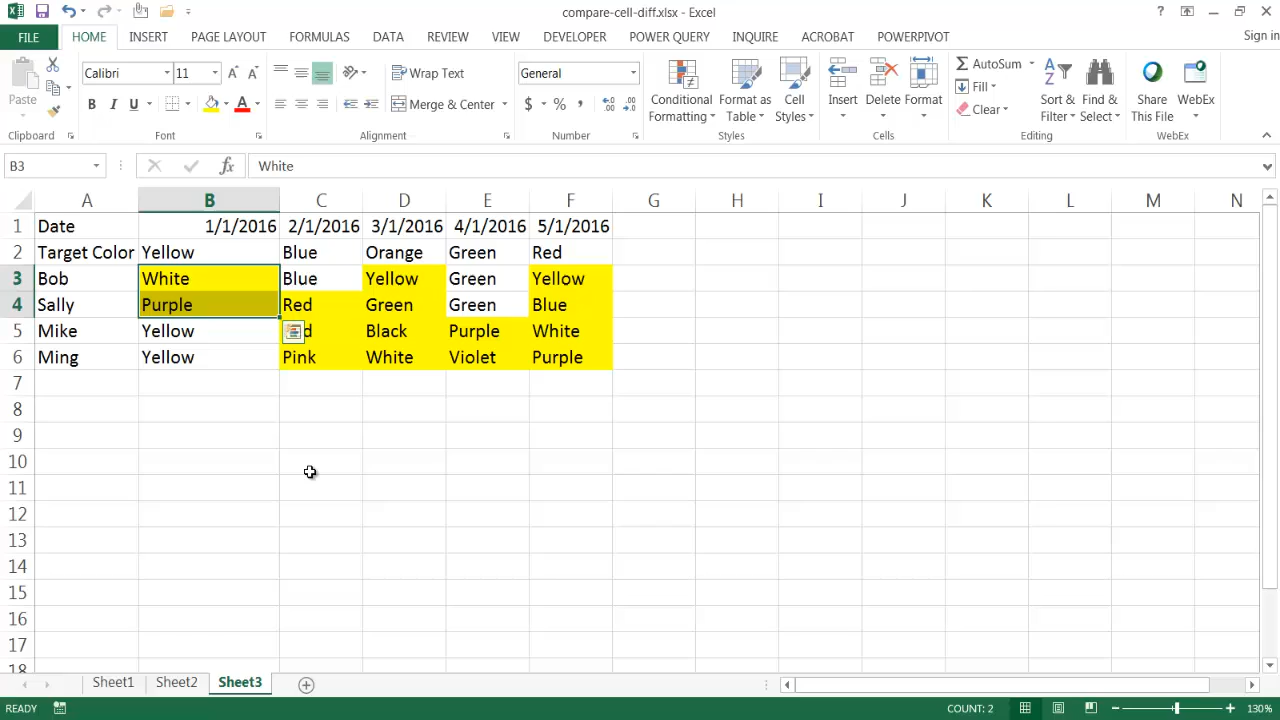 compare-cell-diff.xlsx - Excel
?
FILE HOME INSERT PAGE LAYOUT FORMULAS DATA REVIEW VIEW DEVELOPER POWER QUERY INQUIRE ACROBAT POWERPIVOT Sign in
Paste
Clipboard
Calibri 11
B I U
Font
Wrap Text
Merge & Center
Alignment
General
$ % ,
Number
Conditional Formatting
Format as Table
Cell Styles
Styles
Insert Delete Format
Cells
AutoSum
Fill
Clear
Sort & Filter
Find & Select
Editing
Share This File
WebEx
WebEx
B3 fx White
A B C D E F G H I J K L M N
1 Date 1/1/2016 2/1/2016 3/1/2016 4/1/2016 5/1/2016
2 Target Color Yellow Blue Orange Green Red
3 Bob White Blue Yellow Green Yellow
4 Sally Purple Red Green Green Blue
5 Mike Yellow d Black Purple White
6 Ming Yellow Pink White Violet Purple
7
8
9
10
11
12
13
14
15
16
17
18
Sheet1 Sheet2 Sheet3
READY COUNT: 2 130%